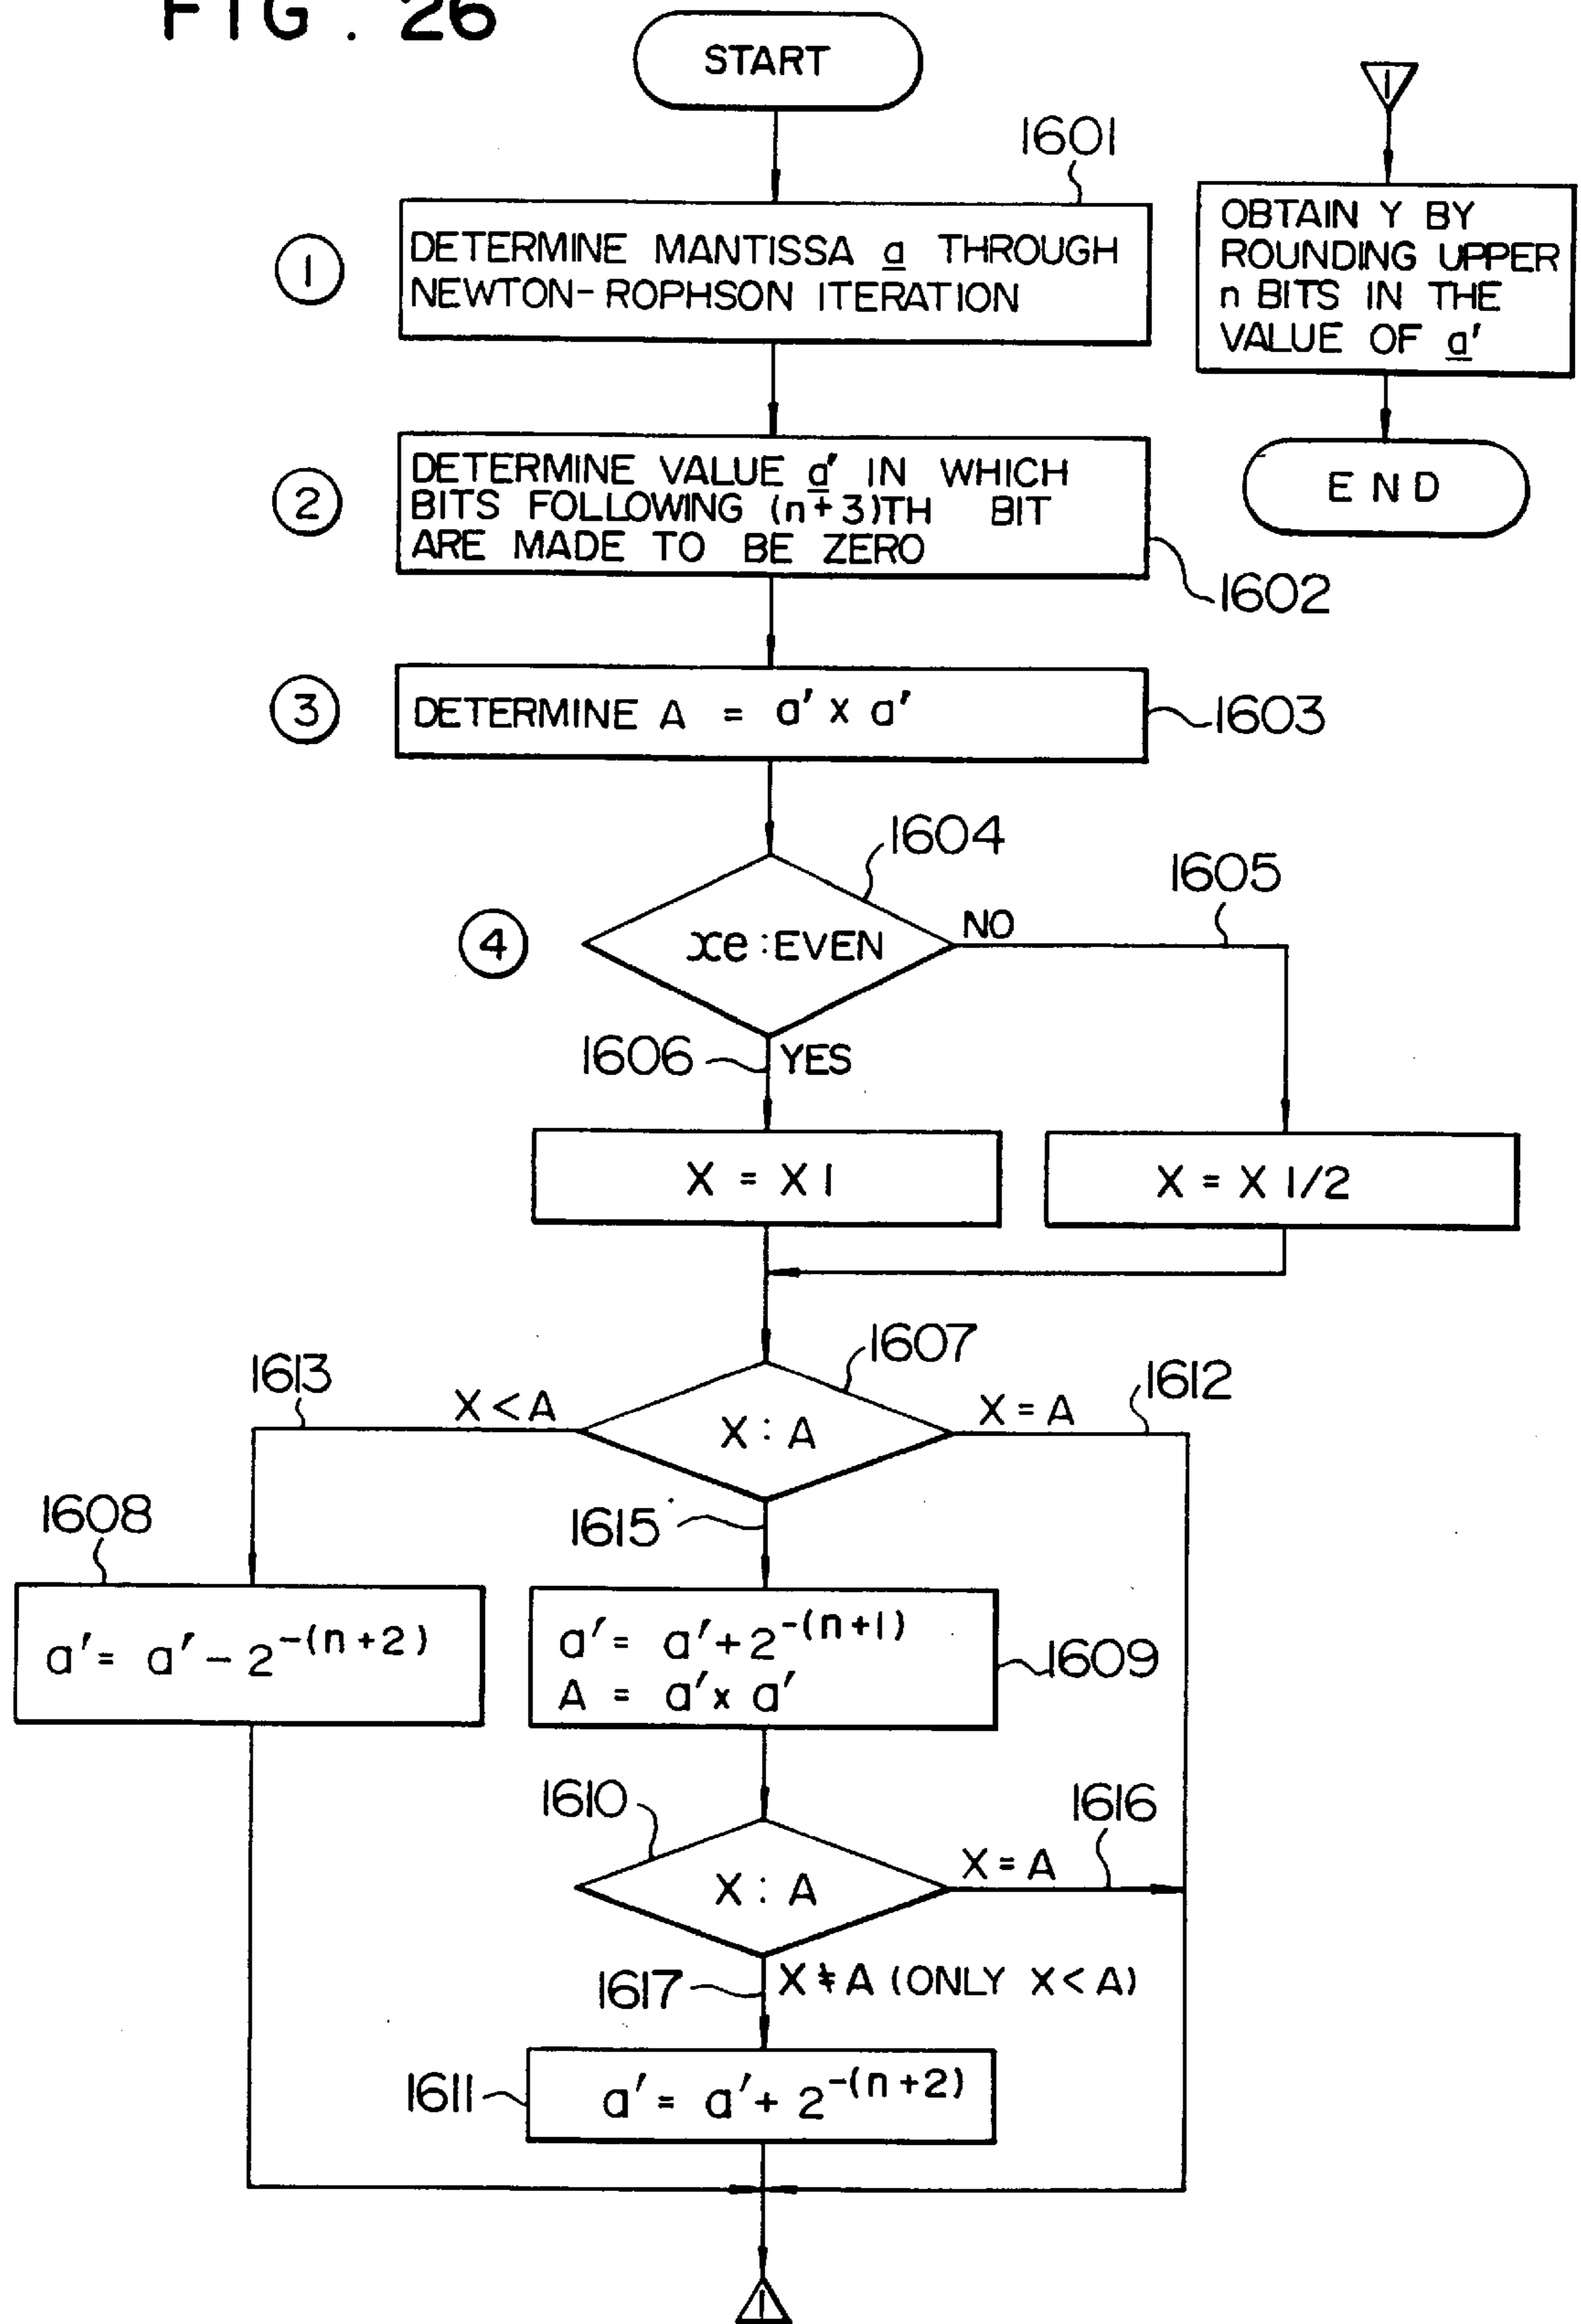 FIG. 26
START
1601
① DETERMINE MANTISSA a THROUGH
NEWTON-ROPHSON ITERATION
② DETERMINE VALUE a' IN WHICH
BITS FOLLOWING (n+3)TH BIT
ARE MADE TO BE ZERO
1602
③ DETERMINE A = a' x a'
1603
1604
④ xe : EVEN
NO
1605
1606
YES
X = X1
X = X1/2
1607
1613
X < A
X : A
X = A
1612
1608
1615
a' = a' - 2^-(n+2)
a' = a' + 2^-(n+1)
A = a' x a'
1609
1610
X : A
X = A
1616
1617
X ≠ A (ONLY X < A)
1611
a' = a' + 2^-(n+2)
1
1
OBTAIN Y BY
ROUNDING UPPER
n BITS IN THE
VALUE OF a'
END